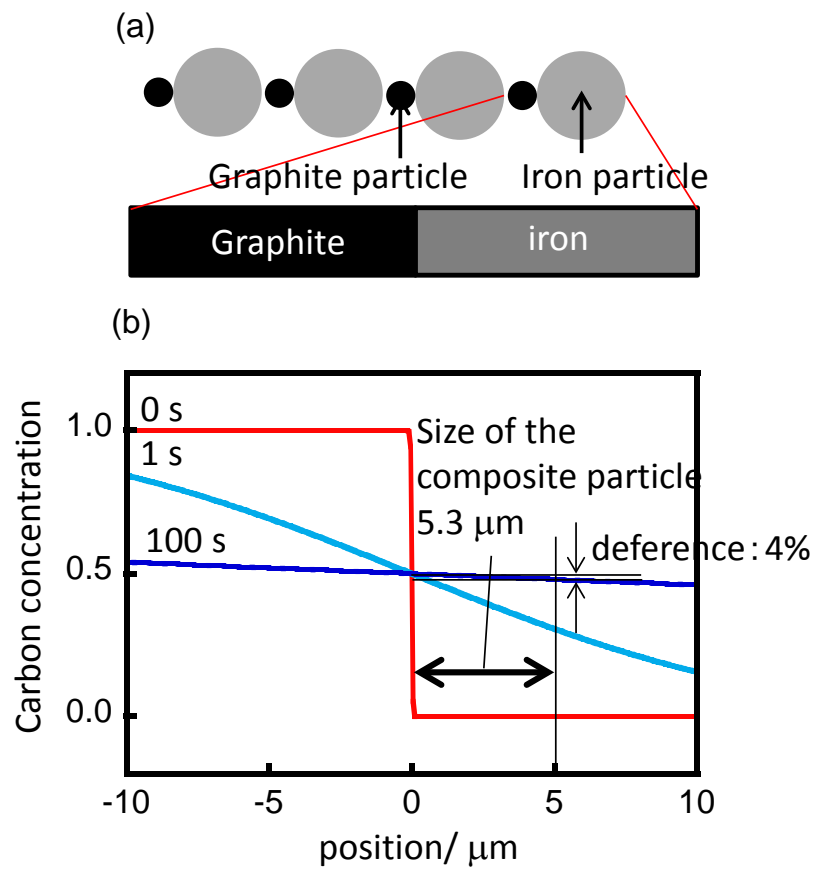 (a)
Graphite particle
Iron particle
Graphite
iron
(b)
Carbon concentration
1.0
0.5
0.0
0 s
1 s
100 s
Size of the
composite particle
5.3 μm
deference : 4%
-10
-5
0
5
10
position/ μm